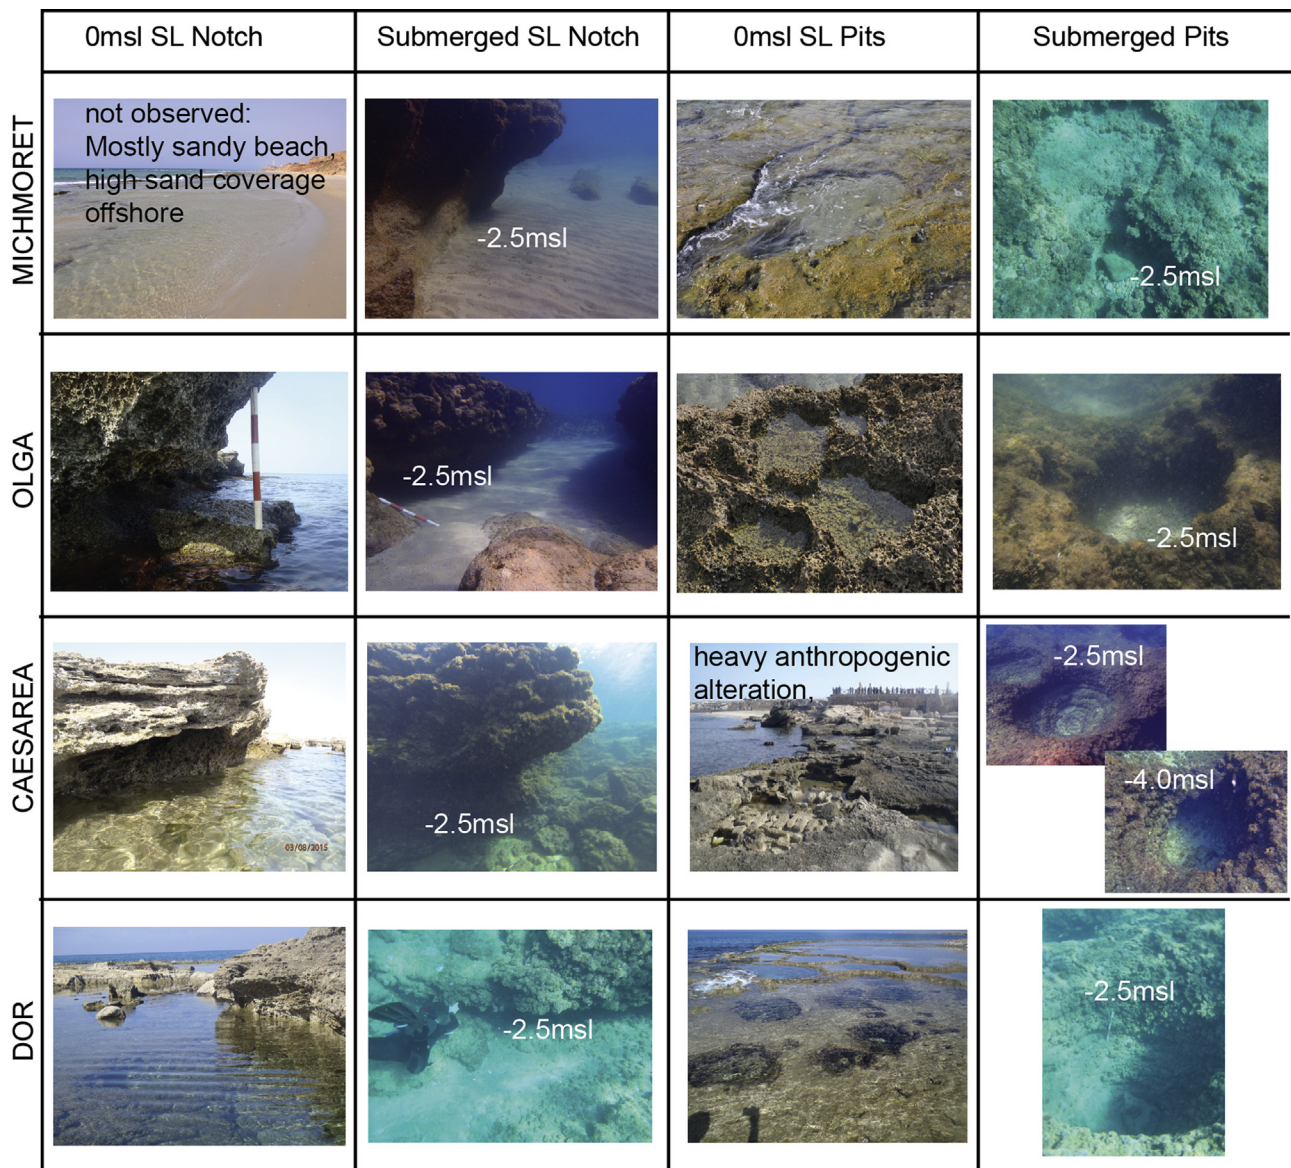 0msl SL Notch
Submerged SL Notch
0msl SL Pits
Submerged Pits
MICHMORET
not observed:
Mostly sandy beach,
high sand coverage
offshore
-2.5msl
-2.5msl
OLGA
-2.5msl
-2.5msl
CAESAREA
03/08/2015
-2.5msl
heavy anthropogenic
alteration,
-2.5msl
-4.0msl
DOR
-2.5msl
-2.5msl